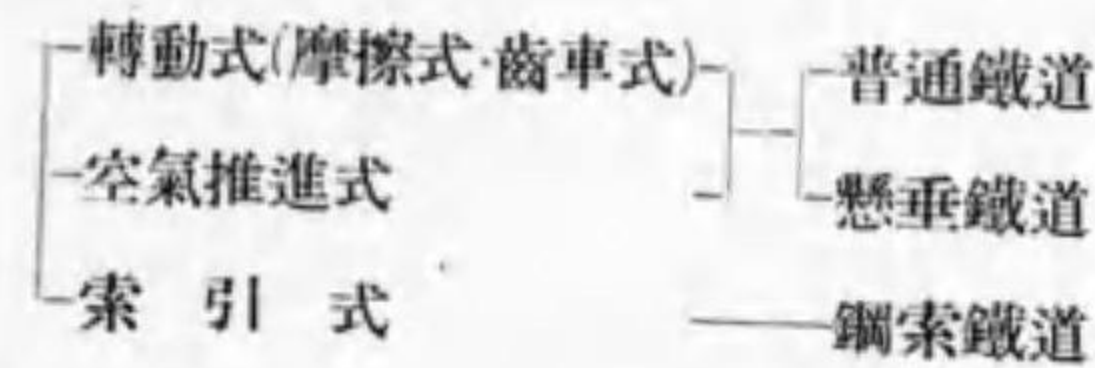 轉動式(摩擦式·齒車式)
普通鐵道
空氣推進式
懸垂鐵道
索引式
鋼索鐵道